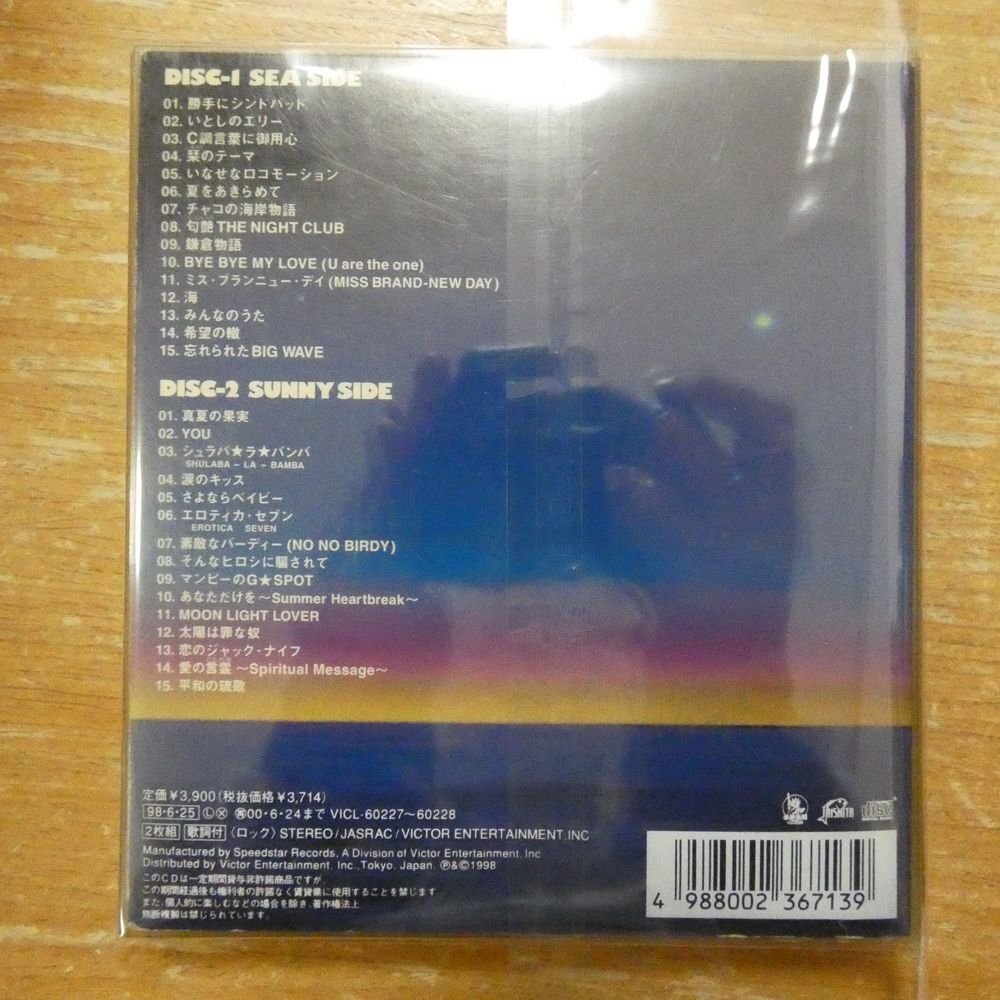 DISC-1 SEA SIDE
01. 勝手にシンドバッド
02. いとしのエリー
03. C調言葉に御用心
04. 栞のテーマ
05. いなせなロコモーション
06. 夏をあきらめて
07. チャコの海岸物語
08. 匂艶 THE NIGHT CLUB
09. 鎌倉物語
10. BYE BYE MY LOVE (U are the one)
11. ミス・ブランニュー・デイ (MISS BRAND-NEW DAY)
12. 海
13. みんなのうた
14. 希望の轍
15. 忘れられた BIG WAVE
DISC-2 SUNNY SIDE
01. 真夏の果実
02. YOU
03. シュラバ★ラ★バンバ
SHULABA - LA - BAMBA
04. 涙のキッス
05. さよならベイビー
06. エロティカ・セブン
EROTICA SEVEN
07. 素敵なバーディー (NO NO BIRDY)
08. そんなヒロシに騙されて
09. マンピーのG★SPOT
10. あなただけを 〜Summer Heartbreak〜
11. MOON LIGHT LOVER
12. 太陽は罪な奴
13. 恋のジャック・ナイフ
14. 愛の言霊 〜Spiritual Message〜
15. 平和の琉歌
定価¥3,900(税抜価格¥3,714)
98・6・25 Ⓛ Ⓧ 再00・6・24まで VICL-60227〜60228
2枚組 歌詞付 〈ロック〉 STEREO/JASRAC/VICTOR ENTERTAINMENT. INC
Manufactured by Speedstar Records, A Division of Victor Entertainment, Inc
Distributed by Victor Entertainment, Inc., Tokyo, Japan. Ⓟ&©1998
このCDは一定期間貸与非許諾商品ですが、
この期間経過後も権利者の許諾なく賃貸業に使用することを禁じます
また、個人的に楽しむなどの場合を除き、著作権法上
無断複製は禁じられています。
disc
4 988002 367139